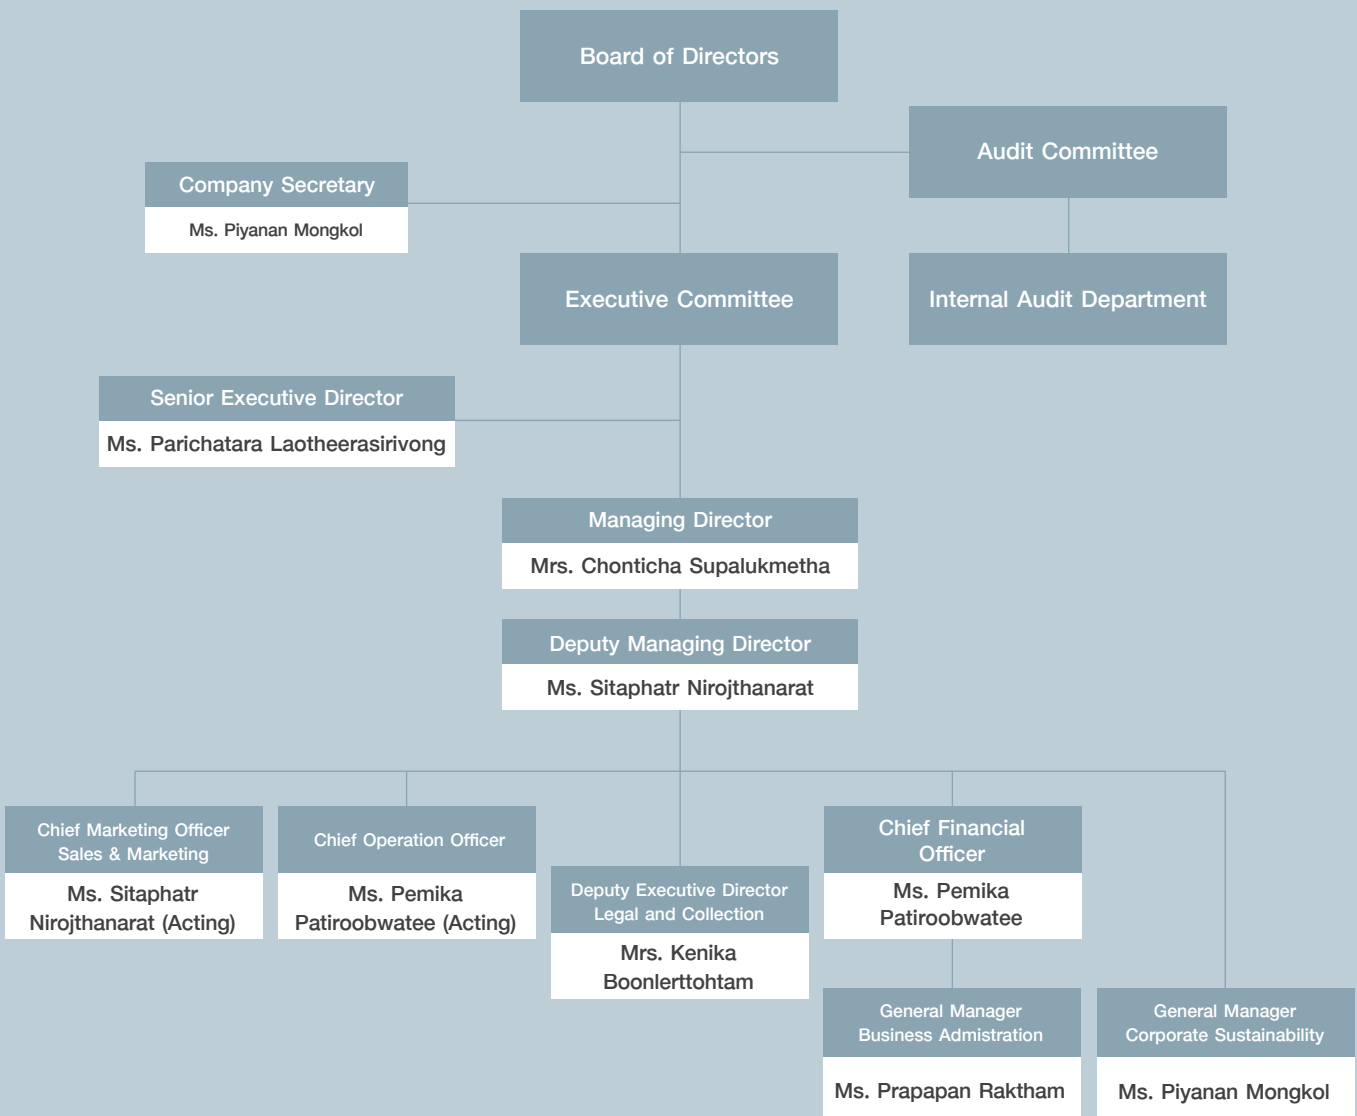 Board of Directors
Audit Committee
Company Secretary
Ms. Piyanan Mongkol
Executive Committee
Internal Audit Department
Senior Executive Director
Ms. Parichatara Laotheerasirivong
Managing Director
Mrs. Chonticha Supalukmetha
Deputy Managing Director
Ms. Sitaphatr Nirojthanarat
Chief Marketing Officer
Sales & Marketing
Ms. Sitaphatr
Nirojthanarat (Acting)
Chief Operation Officer
Ms. Pemika
Patiroobwatee (Acting)
Deputy Executive Director
Legal and Collection
Mrs. Kenika
Boonlerttohtam
Chief Financial
Officer
Ms. Pemika
Patiroobwatee
General Manager
Business Admistration
Ms. Prapapan Raktham
General Manager
Corporate Sustainability
Ms. Piyanan Mongkol